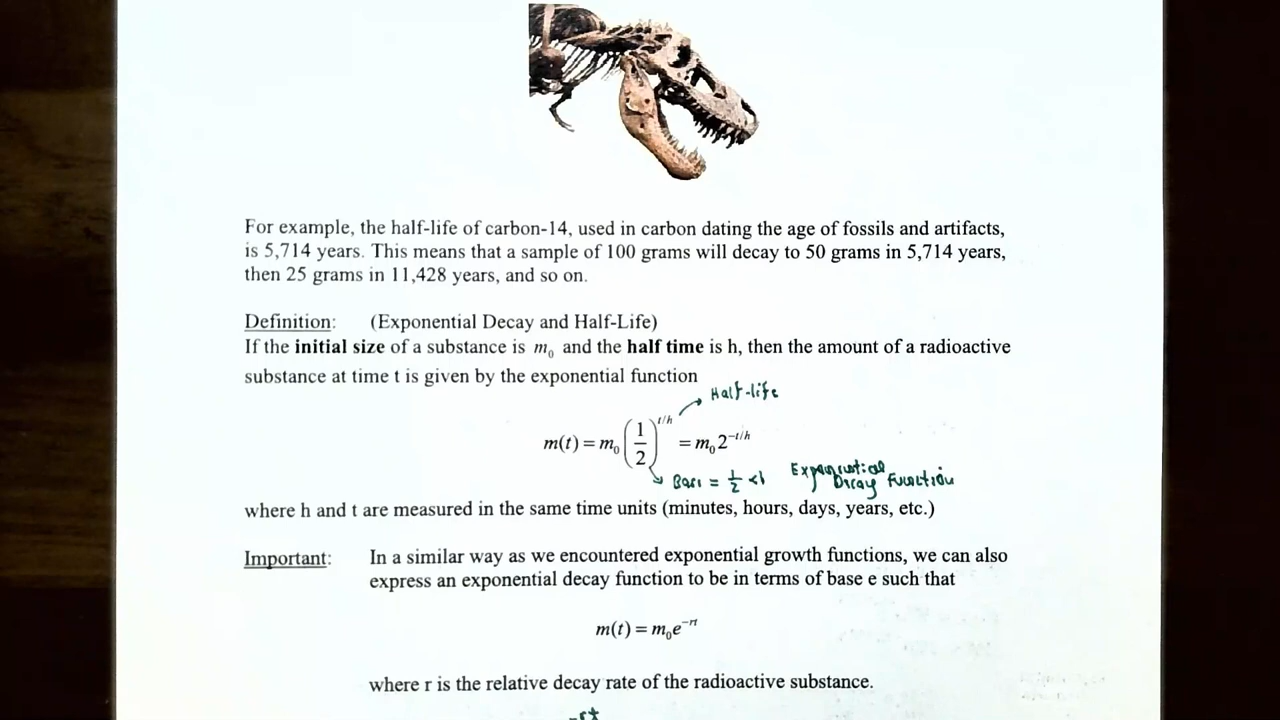 For example, the half-life of carbon-14, used in carbon dating the age of fossils and artifacts,
is 5,714 years. This means that a sample of 100 grams will decay to 50 grams in 5,714 years,
then 25 grams in 11,428 years, and so on.
Definition: (Exponential Decay and Half-Life)
If the initial size of a substance is m₀ and the half time is h, then the amount of a radioactive
substance at time t is given by the exponential function
Half-life
m(t) = m₀(1/2)^(t/h) = m₀2^(-t/h)
Base = 1/2 <1 Exponential Decay Function
where h and t are measured in the same time units (minutes, hours, days, years, etc.)
Important: In a similar way as we encountered exponential growth functions, we can also
express an exponential decay function to be in terms of base e such that
m(t) = m₀e^(-rt)
where r is the relative decay rate of the radioactive substance.
-rt